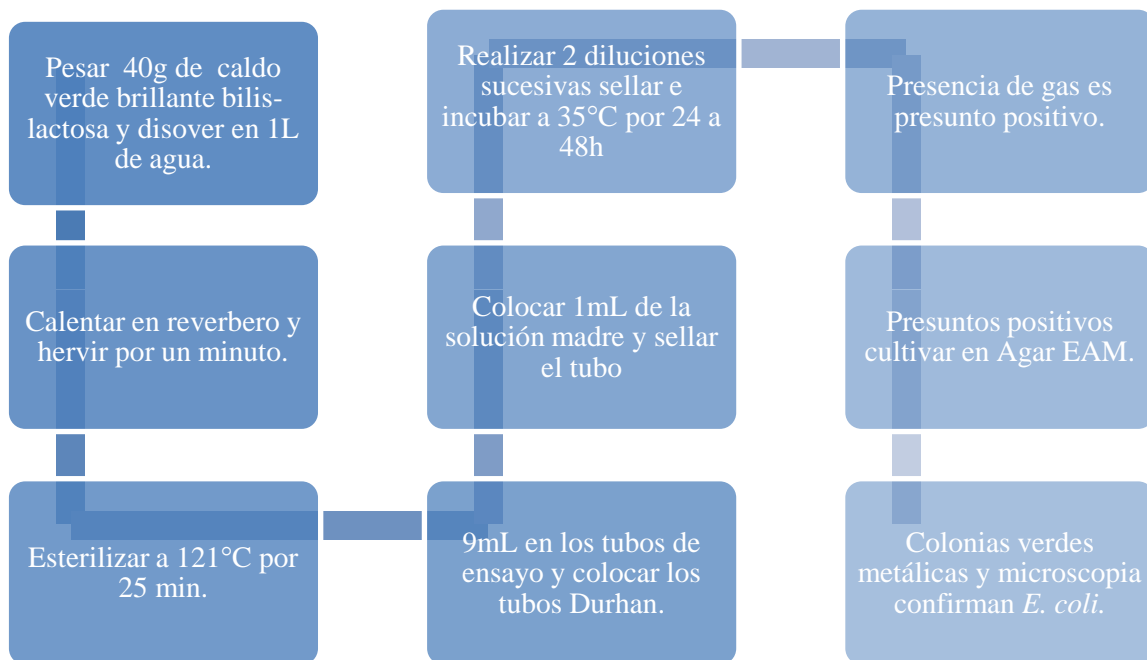 Pesar 40g de caldo
verde brillante bilis-
lactosa y disover en 1L
de agua.
Calentar en reverbero y
hervir por un minuto.
Esterilizar a 121°C por
25 min.
9mL en los tubos de
ensayo y colocar los
tubos Durhan.
Colocar 1mL de la
solución madre y sellar
el tubo
Realizar 2 diluciones
sucesivas sellar e
incubar a 35°C por 24 a
48h
Presencia de gas es
presunto positivo.
Presuntos positivos
cultivar en Agar EAM.
Colonias verdes
metálicas y microscopia
confirman E. coli.